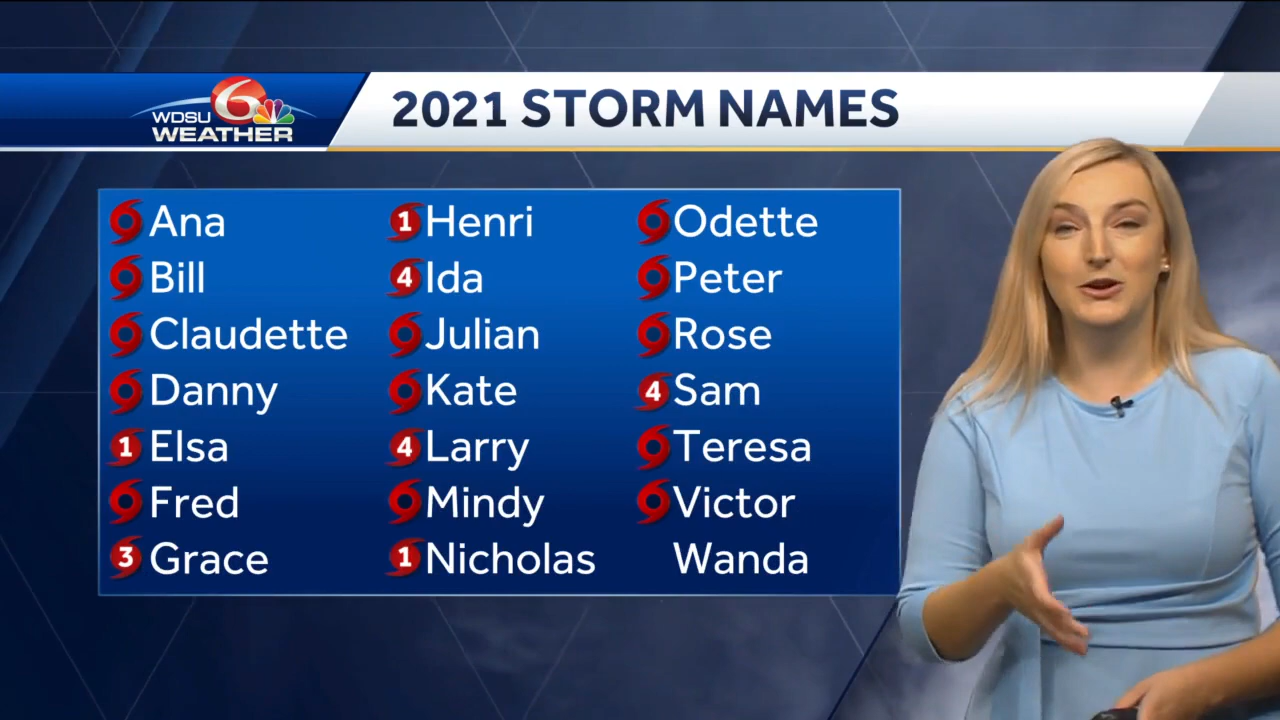 WDSU 6
WEATHER
2021 STORM NAMES
Ana
Bill
Claudette
Danny
1 Elsa
Fred
3 Grace
1 Henri
4 Ida
Julian
Kate
4 Larry
Mindy
1 Nicholas
Odette
Peter
Rose
4 Sam
Teresa
Victor
Wanda